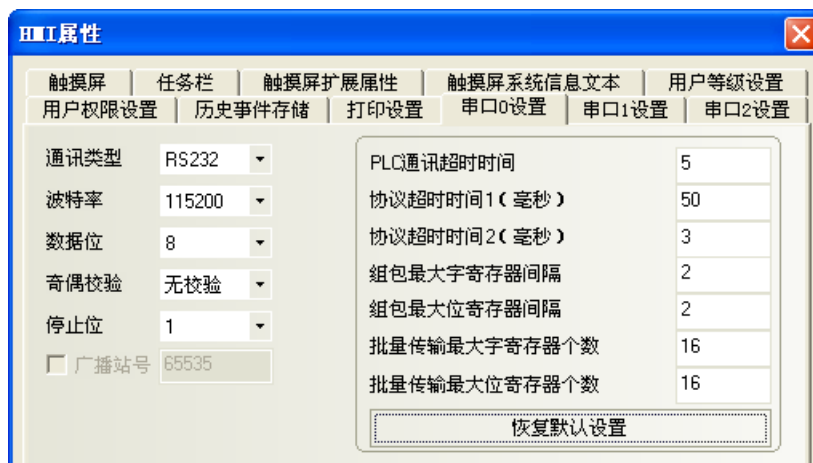 HMI属性
触摸屏 任务栏 触摸屏扩展属性 触摸屏系统信息文本 用户等级设置
用户权限设置 历史事件存储 打印设置 串口0设置 串口1设置 串口2设置
通讯类型 RS232
波特率 115200
数据位 8
奇偶校验 无校验
停止位 1
广播站号 65535
PLC通讯超时时间 5
协议超时时间1(毫秒) 50
协议超时时间2(毫秒) 3
组包最大字寄存器间隔 2
组包最大位寄存器间隔 2
批量传输最大字寄存器个数 16
批量传输最大位寄存器个数 16
恢复默认设置